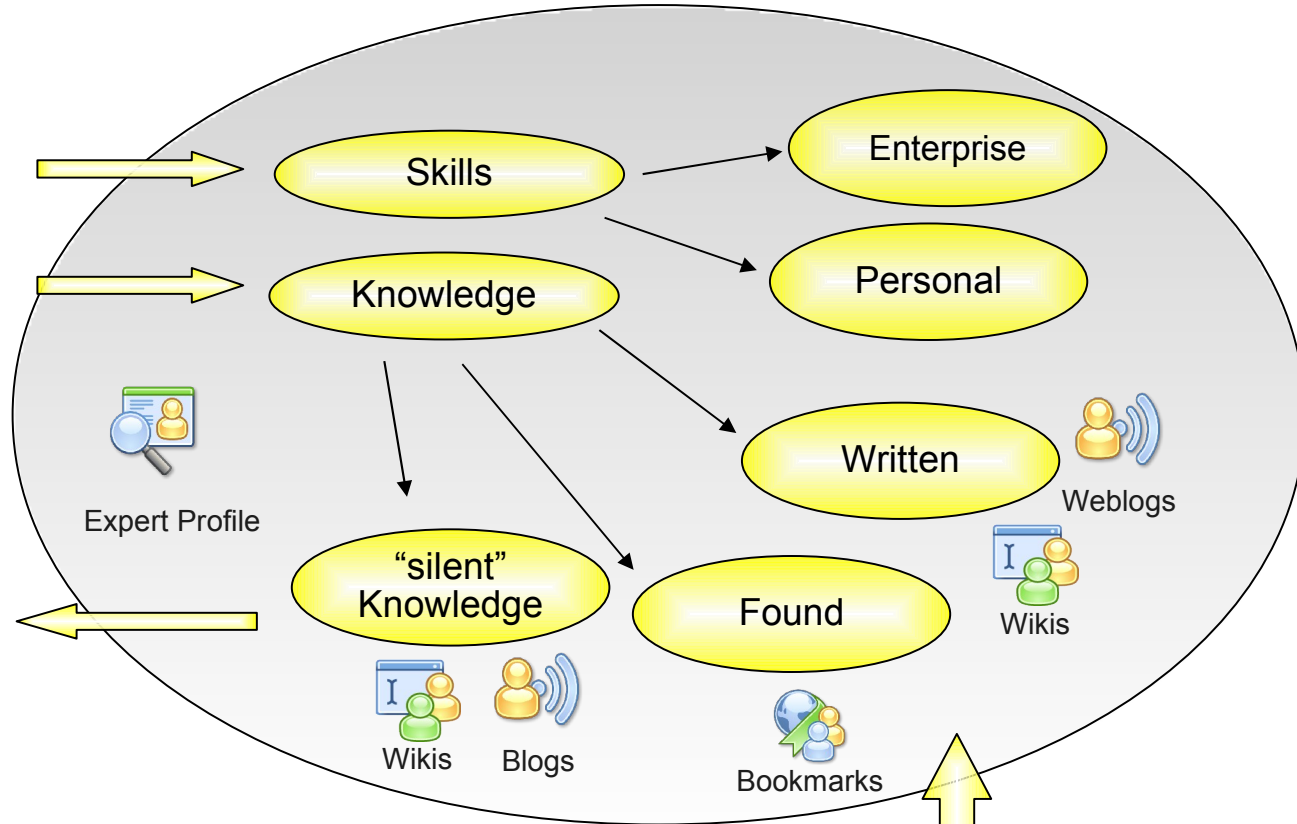 Enterprise
Skills
Personal
Knowledge
Written
Weblogs
Expert Profile
“silent”
Knowledge
Found
Wikis
Wikis
Blogs
Bookmarks